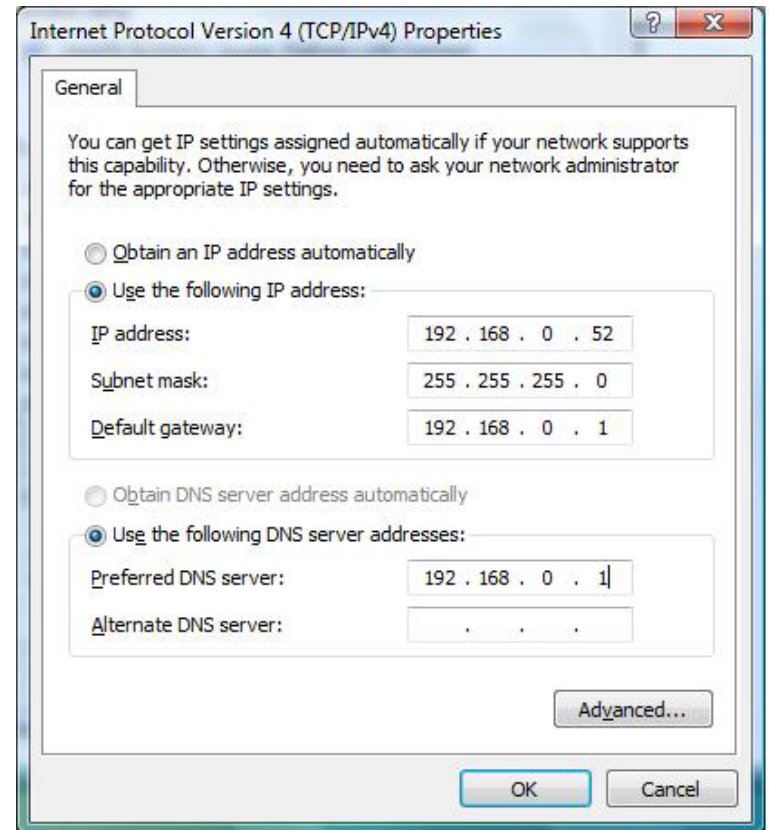 Internet Protocol Version 4 (TCP/IPv4) Properties
?
General
You can get IP settings assigned automatically if your network supports
this capability. Otherwise, you need to ask your network administrator
for the appropriate IP settings.
Obtain an IP address automatically
Use the following IP address:
IP address: 192 . 168 . 0 . 52
Subnet mask: 255 . 255 . 255 . 0
Default gateway: 192 . 168 . 0 . 1
Obtain DNS server address automatically
Use the following DNS server addresses:
Preferred DNS server: 192 . 168 . 0 . 1
Alternate DNS server: . . .
Advanced...
OK Cancel